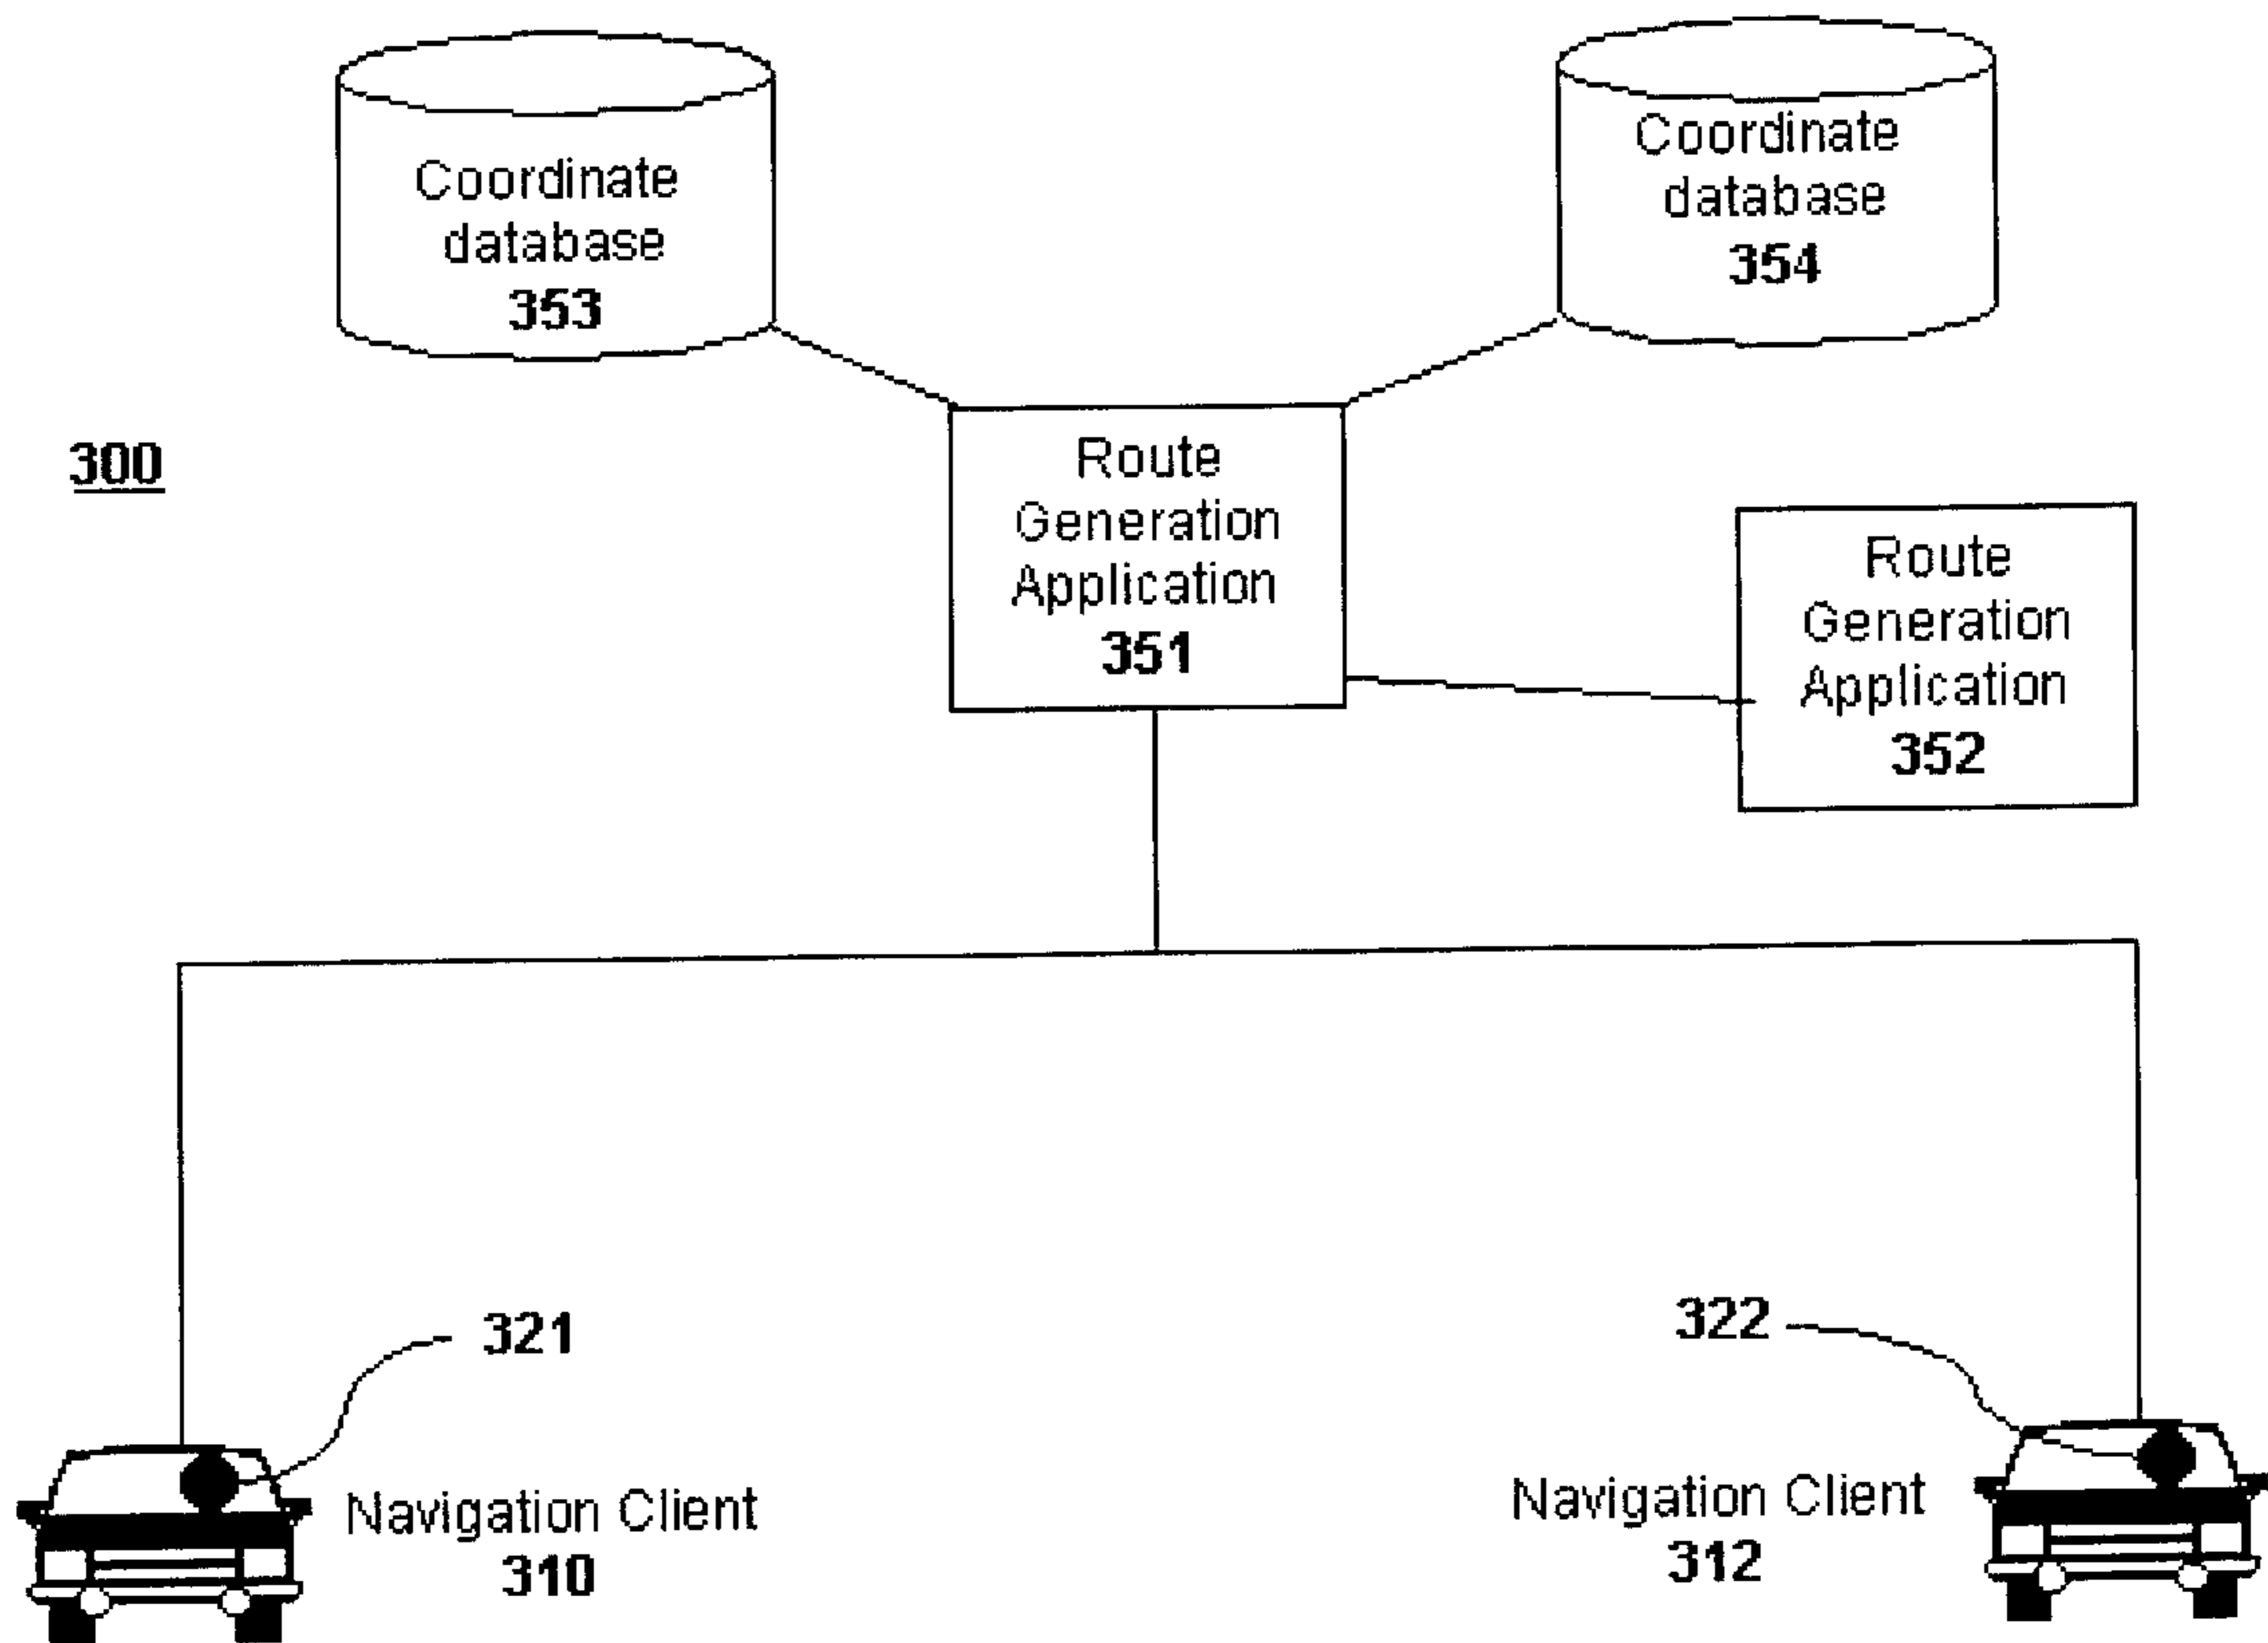 Coordinate
database
353
Coordinate
database
354
300
Route
Generation
Application
351
Route
Generation
Application
352
321
322
Navigation Client
310
Navigation Client
312